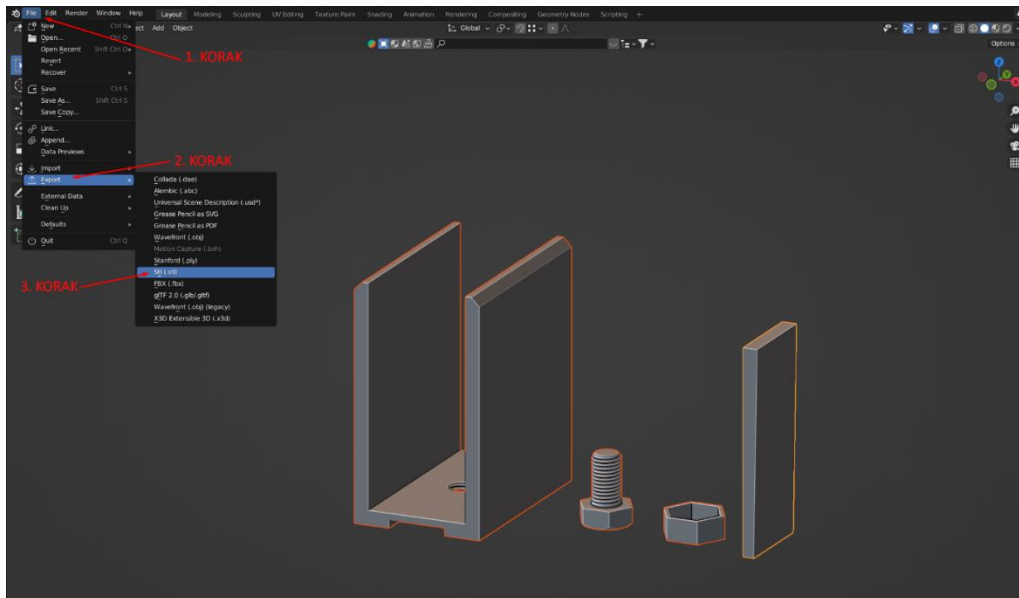 File Edit Render Window Help Layout Modeling Sculpting UV Editing Texture Paint Shading Animation Rendering Compositing Geometry Nodes Scripting +
Add Object Global
Options
New Ctrl N
Open... Ctrl O
Open Recent Shift Ctrl O
Revert
Recover
Save Ctrl S
Save As... Shift Ctrl S
Save Copy...
Link...
Append...
Data Previews
Import
Export
External Data
Clean Up
Defaults
Quit Ctrl Q
Collada (.dae)
Alembic (.abc)
Universal Scene Description (.usd*)
Grease Pencil as SVG
Grease Pencil as PDF
Wavefront (.obj)
Motion Capture (.bvh)
Stanford (.ply)
Stl (.stl)
FBX (.fbx)
glTF 2.0 (.glb/.gltf)
Wavefront (.obj) (legacy)
X3D Extensible 3D (.x3d)
1. KORAK
2. KORAK
3. KORAK
Z
Y
X